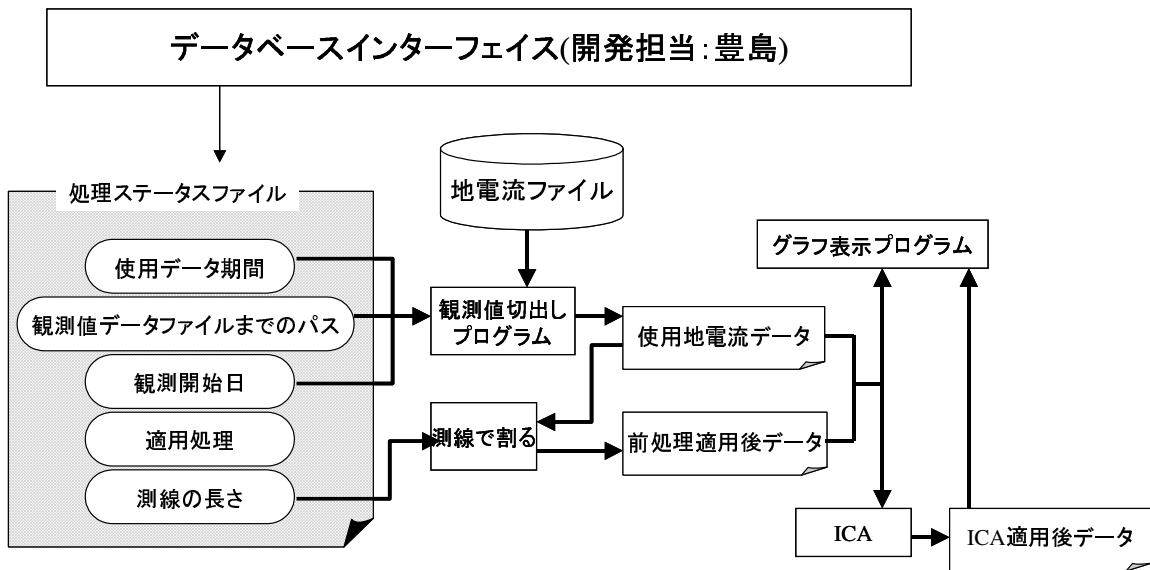 データベースインターフェイス(開発担当：豊島)
処理ステータスファイル
使用データ期間
観測値データファイルまでのパス
観測開始日
適用処理
測線の長さ
地電流ファイル
観測値切出し
プログラム
測線で割る
使用地電流データ
前処理適用後データ
グラフ表示プログラム
ICA
ICA適用後データ